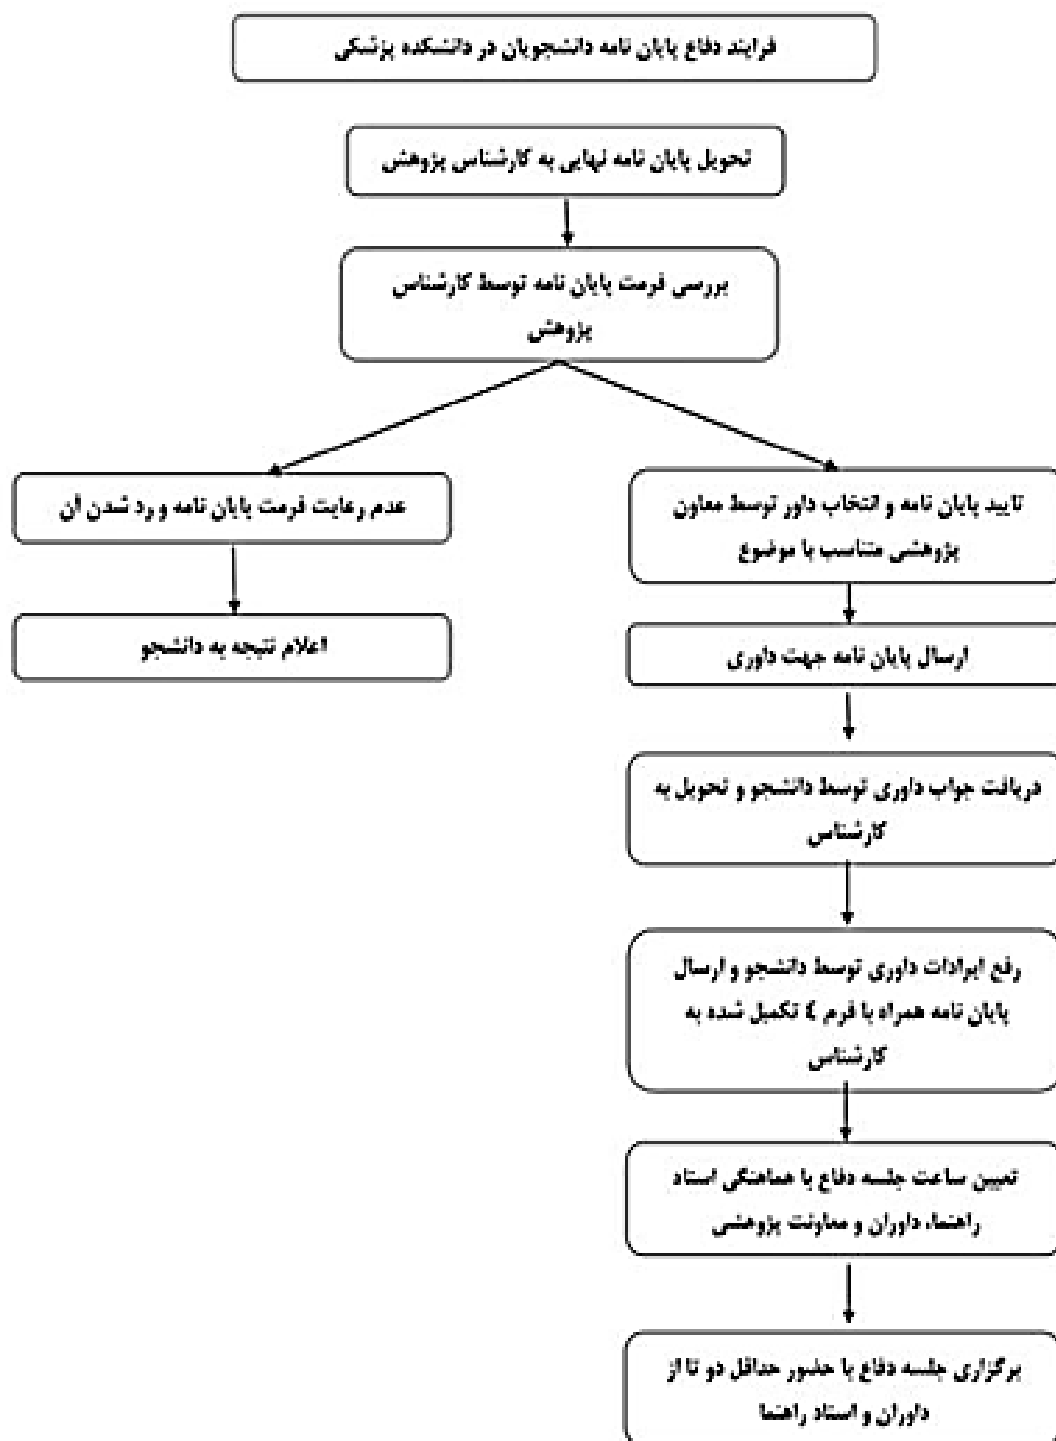 فرایند دفاع پایان نامه دانشجویان در دانشکده پزشکی
تحویل پایان نامه نهایی به کارشناس پژوهش
بررسی فرمت پایان نامه توسط کارشناس
پژوهش
عدم رعایت فرمت پایان نامه و رد شدن آن
اعلام نتیجه به دانشجو
تایید پایان نامه و انتخاب داور توسط معاون
پژوهشی متناسب با موضوع
ارسال پایان نامه جهت داوری
دریافت جواب داوری توسط دانشجو و تحویل به
کارشناس
رفع ایرادات داوری توسط دانشجو و ارسال
پایان نامه همراه با فرم ٤ تکمیل شده به
کارشناس
تعیین ساعت جلسه دفاع با هماهنگی استاد
راهنما، داوران و معاونت پژوهشی
برگزاری جلسه دفاع با حضور حداقل دو تا از
داوران و استاد راهنما